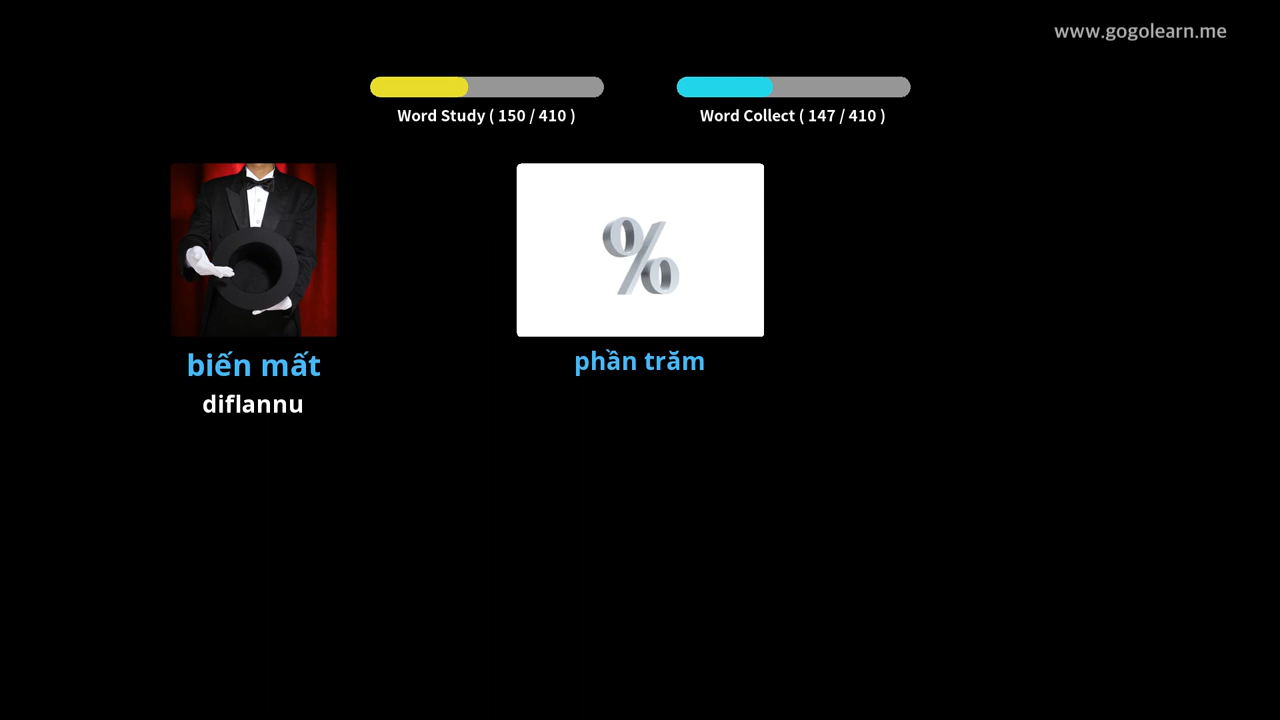 www.gogolearn.me
Word Study ( 150 / 410 )
Word Collect ( 147 / 410 )
%
biến mất
diflannu
phần trăm